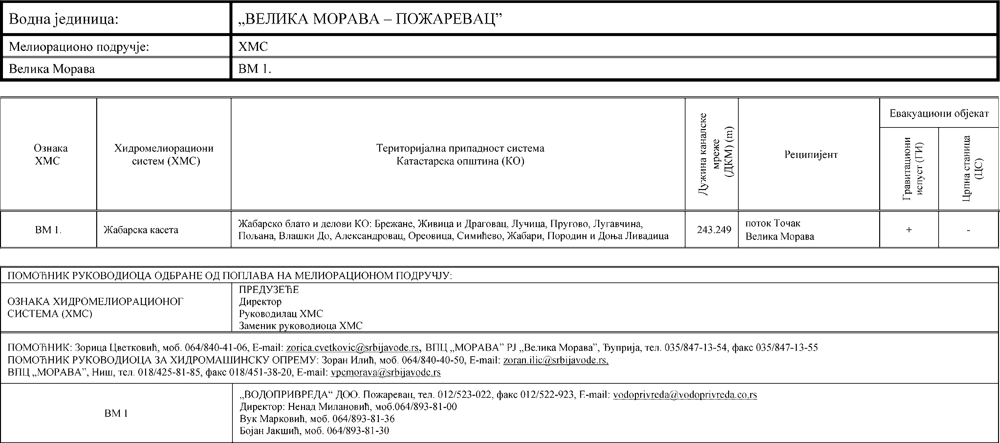 Водна јединица:
„ВЕЛИКА МОРАВА – ПОЖАРЕВАЦ”
Мелиорационо подручје:
ХМС
Велика Морава
ВМ 1.
Ознака
ХМС
Хидромелиорациони
систем (ХМС)
Територијална припадност система
Катастарска општина (КО)
Дужина каналске
мреже
(ДКМ) (m)
Реципијент
Евакуациони објекат
Гравитациони
испуст (ГИ)
Црпна станица
(ЦС)
ВМ 1.
Жабарска касета
Жабарско блато и делови КО: Брежане, Живица и Драговац, Лучица, Пругово, Лугавчина,
Пољана, Влашки До, Александровац, Ореовица, Симићево, Жабари, Породин и Доња Ливадица
243.249
поток Точак
Велика Морава
+
-
ПОМОЋНИК РУКОВОДИОЦА ОДБРАНЕ ОД ПОПЛАВА НА МЕЛИОРАЦИОНОМ ПОДРУЧЈУ:
ОЗНАКА ХИДРОМЕЛИОРАЦИОНОГ
СИСТЕМА (ХМС)
ПРЕДУЗЕЋЕ
Директор
Руководилац ХМС
Заменик руководиоца ХМС
ПОМОЋНИК: Зорица Цветковић, моб. 064/840-41-06, E-mail: zorica.cvetkovic@srbijavode.rs, ВПЦ „МОРАВА” РЈ „Велика Морава”, Ћуприја, тел. 035/847-13-54, факс 035/847-13-55
ПОМОЋНИК РУКОВОДИОЦА ЗА ХИДРОМАШИНСКУ ОПРЕМУ: Зоран Илић, моб. 064/840-40-50, E-mail: zoran.ilic@srbijavode.rs,
ВПЦ „МОРАВА”, Ниш, тел. 018/425-81-85, факс 018/451-38-20, E-mail: vpcmorava@srbijavode.rs
ВМ 1
„ВОДОПРИВРЕДА“ ДОО. Пожаревац, тел. 012/523-022, факс 012/522-923, E-mail: vodoprivreda@vodoprivreda.co.rs
Директор: Ненад Милановић, моб.064/893-81-00
Вук Марковић, моб. 064/893-81-36
Бојан Јакшић, моб. 064/893-81-30